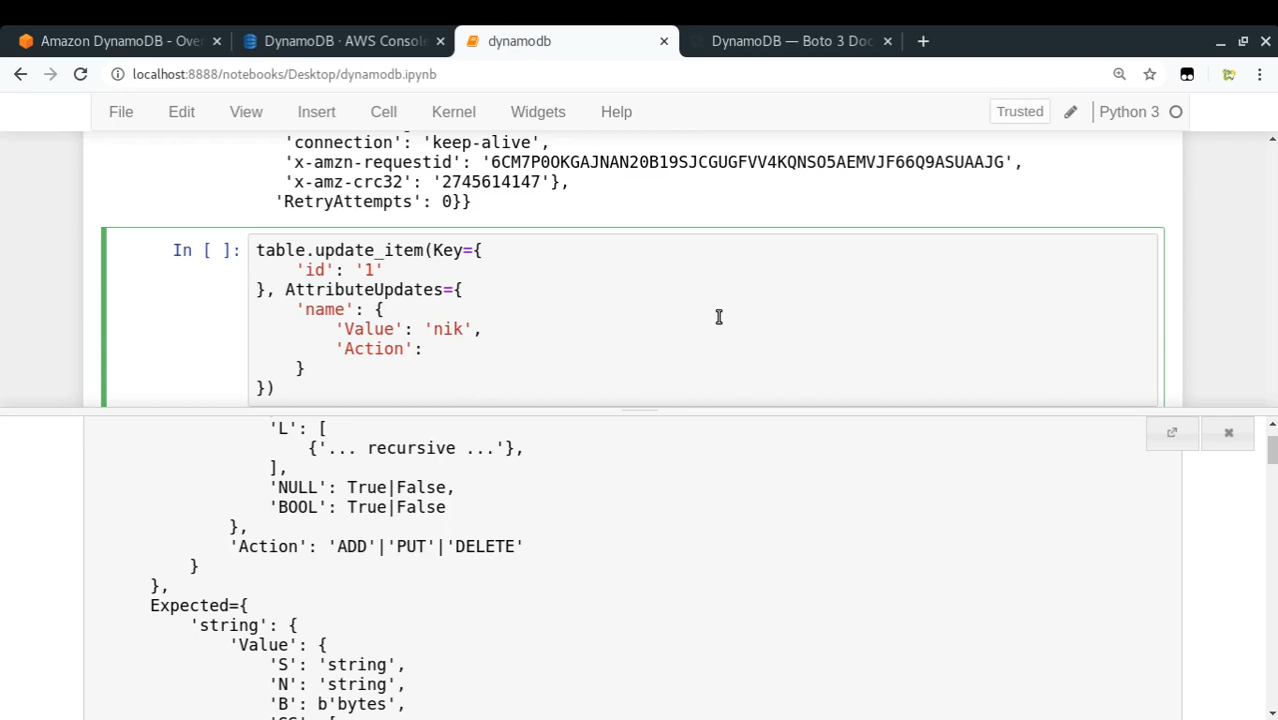 Amazon DynamoDB - Over
DynamoDB · AWS Console
dynamodb
DynamoDB — Boto 3 Doc
localhost:8888/notebooks/Desktop/dynamodb.ipynb
File Edit View Insert Cell Kernel Widgets Help Trusted Python 3
'connection': 'keep-alive',
'x-amzn-requestid': '6CM7P0OKGAJNAN20B19SJCGUGFVV4KQNSO5AEMVJF66Q9ASUAAJG',
'x-amz-crc32': '2745614147'},
'RetryAttempts': 0}}
In [ ]: table.update_item(Key={
'id': '1'
}, AttributeUpdates={
'name': {
'Value': 'nik',
'Action':
}
})
'L': [
{'... recursive ...'},
],
'NULL': True|False,
'BOOL': True|False
},
'Action': 'ADD'|'PUT'|'DELETE'
}
},
Expected={
'string': {
'Value': {
'S': 'string',
'N': 'string',
'B': b'bytes',